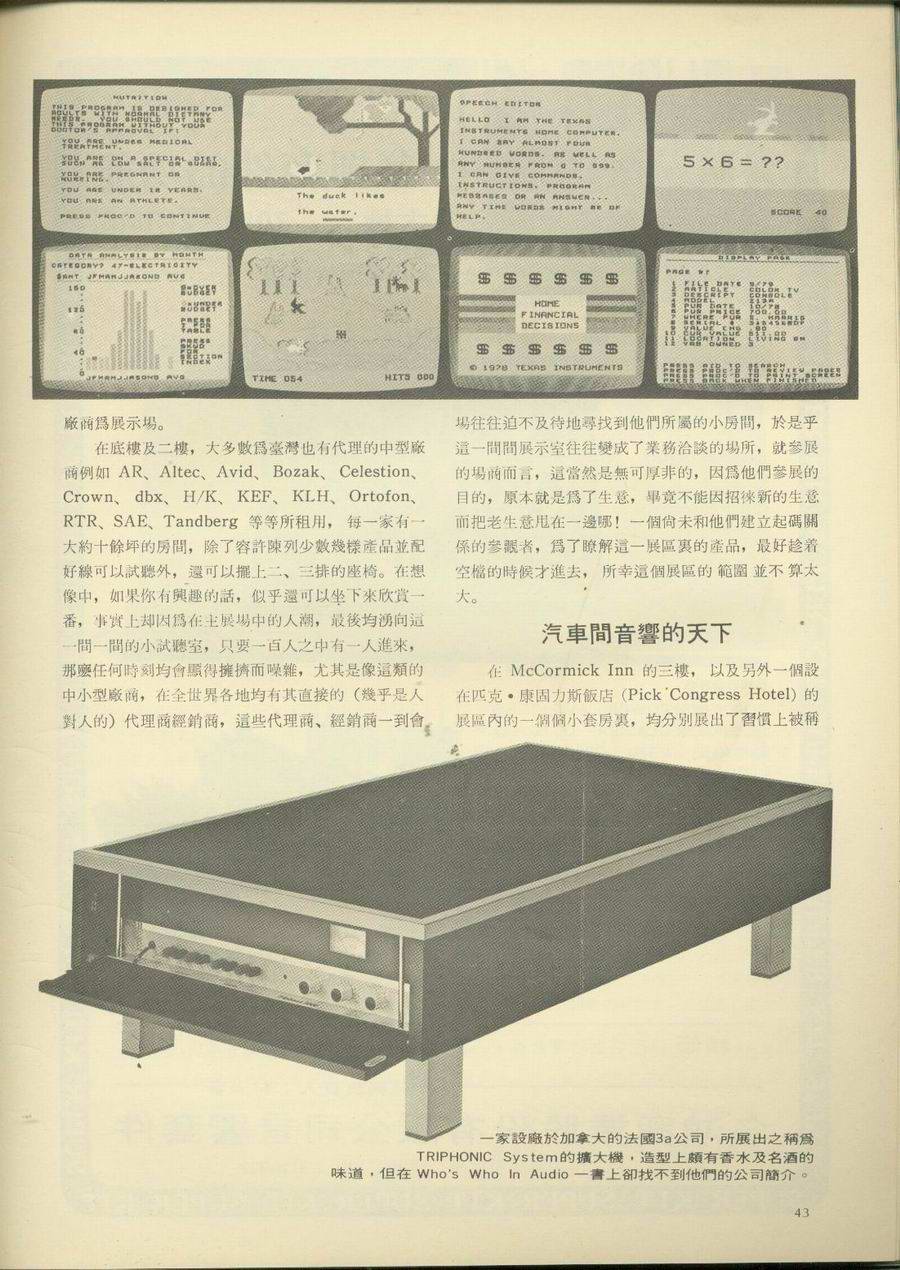 NUTRITION
THIS PROGRAM IS DESIGNED FOR
ADULTS WITH NORMAL DIETARY
NEEDS. YOU SHOULD NOT USE
THIS PROGRAM WITHOUT YOUR
DOCTOR'S APPROVAL IF:
YOU ARE UNDER MEDICAL
TREATMENT.
YOU ARE ON A SPECIAL DIET
SUCH AS LOW SALT OR SUGAR.
YOU ARE PREGNANT OR
NURSING.
YOU ARE UNDER 18 YEARS.
YOU ARE AN ATHLETE.
PRESS PROC'D TO CONTINUE
The duck likes
the water.
SPEECH EDITOR
HELLO I AM THE TEXAS
INSTRUMENTS HOME COMPUTER.
I CAN SAY ALMOST FOUR
HUNDRED WORDS. AS WELL AS
ANY NUMBER FROM 0 TO 999.
I CAN GIVE COMMANDS,
INSTRUCTIONS, PROGRAM
MESSAGES OR AN ANSWER...
ANY TIME WORDS MIGHT BE OF
HELP.
5×6=??
SCORE 40
DATA ANALYSIS BY MONTH
CATEGORY? 47-ELECTRICITY
$AMT JFMAMJJASOND AVG
160
120
40
0
OVER
BUDGET
UNDER
BUDGET
PRESS
T FOR
TABLE
PRESS
BKWD
FOR
SECTION
INDEX
JFMAMJJASOND AVG
TIME 054 HITS 000
$ $ $ $ $ $
HOME
FINANCIAL
DECISIONS
$ $ $ $ $ $
© 1978 TEXAS INSTRUMENTS
DISPLAY PAGE
PAGE 9?
1 FILE DATE 9/79
2 ARTICLE COLOR TV
3 DESCRIPT CONSOLE
4 MODEL
5 PUR DATE 10/78
6 PUR PRICE 700.00
7 WHERE PUR S. HARRIS
8 SERIAL #
9 VALUE CHG
10 CUR VALUE 511.00
11 LOCATION LIVING RM
12 YRS OWNED 3
PRESS AID TO SEARCH
PRESS PROC'D TO REVIEW PAGES
PRESS TO PRINT SCREEN
PRESS BACK WHEN FINISHED
廠商爲展示場。
在底樓及二樓，大多數爲臺灣也有代理的中型廠
商例如 AR、Altec、Avid、Bozak、Celestion、
Crown、dbx、H/K、KEF、KLH、Ortofon、
RTR、SAE、Tandberg 等等所租用，每一家有一
大約十餘坪的房間，除了容許陳列少數幾樣產品並配
好線可以試聽外，還可以擺上二、三排的座椅。在想
像中，如果你有興趣的話，似乎還可以坐下來欣賞一
番，事實上却因爲在主展場中的人潮，最後均湧向這
一間一間的小試聽室，只要一百人之中有一人進來，
那麼任何時刻均會顯得擁擠而噪雜，尤其是像這類的
中小型廠商，在全世界各地均有其直接的（幾乎是人
對人的）代理商經銷商，這些代理商、經銷商一到會
場往往迫不及待地尋找到他們所屬的小房間，於是乎
這一間間展示室往往變成了業務洽談的場所，就參展
的場商而言，這當然是無可厚非的，因爲他們參展的
目的，原本就是爲了生意，畢竟不能因招徠新的生意
而把老生意甩在一邊哪！一個尙未和他們建立起碼關
係的參觀者，爲了瞭解這一展區裏的產品，最好趁着
空檔的時候才進去，所幸這個展區的範圍並不算太
大。
汽車間音響的天下
在 McCormick Inn 的三樓，以及另外一個設
在匹克•康固力斯飯店 (Pick Congress Hotel) 的
展區內的一個個小套房裏，均分別展出了習慣上被稱
一家設廠於加拿大的法國3a公司，所展出之稱爲
TRIPHONIC System的擴大機，造型上頗有香水及名酒的
味道，但在 Who's Who In Audio 一書上卻找不到他們的公司簡介。
43